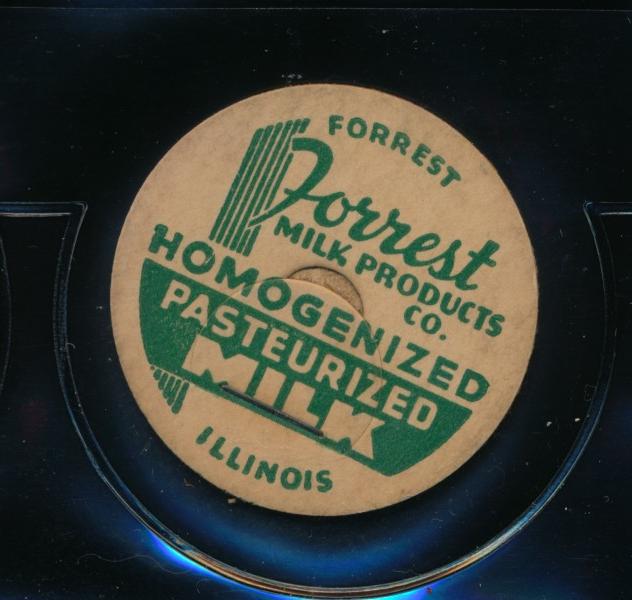 FORREST
Forrest
MILK PRODUCTS
CO.
HOMOGENIZED
PASTEURIZED
MILK
ILLINOIS